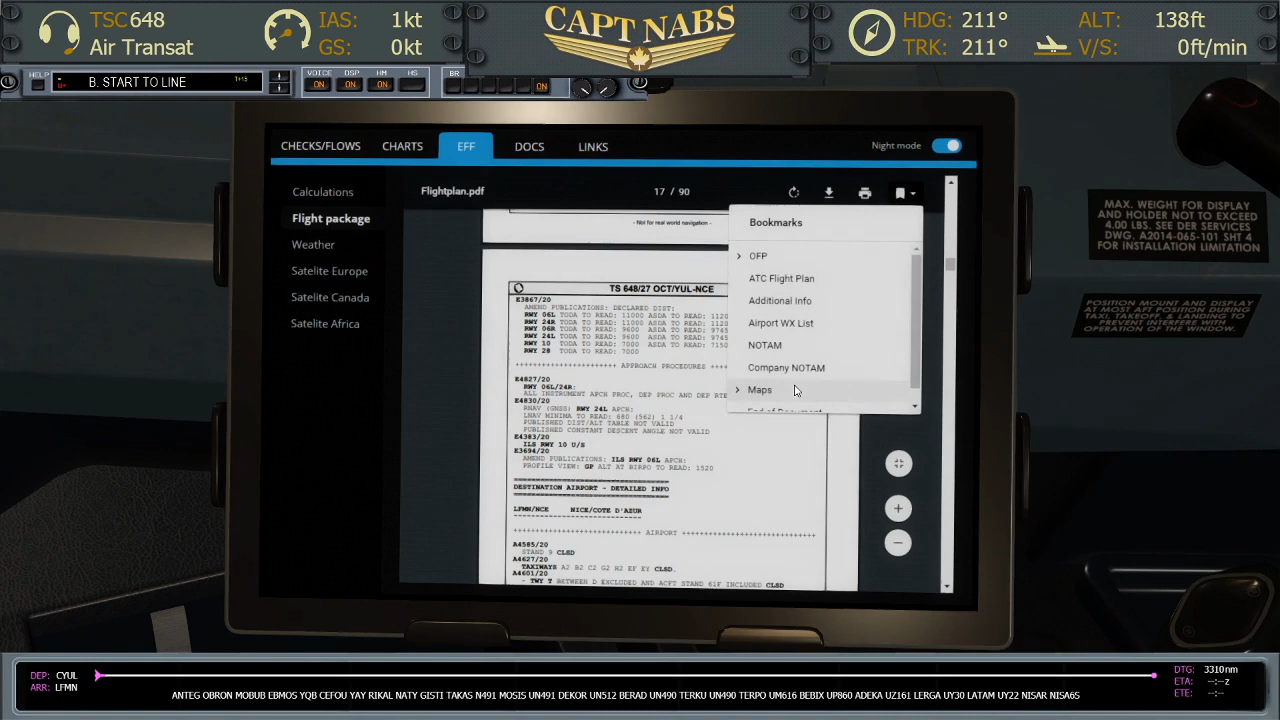 TSC648
Air Transat
IAS: 1kt
GS: 0kt
CAPT NABS
HDG: 211°
TRK: 211°
ALT: 138ft
V/S: 0ft/min
HELP
B. START TO LINE
VOICE DSP HM HS
ON ON ON
BR
ON
CHECKS/FLOWS CHARTS EFF DOCS LINKS
Night mode
Calculations
Flight package
Weather
Satelite Europe
Satelite Canada
Satelite Africa
Flightplan.pdf
17 / 90
- Not for real world navigation -
TS 648/27 OCT/YUL-NCE
E3867/20
AMEND PUBLICATIONS: DECLARED DIST:
RWY 06L TODA TO READ: 11000 ASDA TO READ: 1120
RWY 24R TODA TO READ: 11000 ASDA TO READ: 1120
RWY 06R TODA TO READ: 9600 ASDA TO READ: 9745
RWY 24L TODA TO READ: 9600 ASDA TO READ: 9745
RWY 10 TODA TO READ: 7000 ASDA TO READ: 7150
RWY 28 TODA TO READ: 7000
APPROACH PROCEDURES
E4827/20
RWY 06L/24R:
ALL INSTRUMENT APCH PROC, DEP PROC AND DEP RTE
E4830/20
RNAV (GNSS) RWY 24L APCH:
LNAV MINIMA TO READ: 680 (562) 1 1/4
PUBLISHED DIST/ALT TABLE NOT VALID
PUBLISHED CONSTANT DESCENT ANGLE NOT VALID
E4383/20
ILS RWY 10 U/S
E3694/20
AMEND PUBLICATIONS: ILS RWY 06L APCH:
PROFILE VIEW: GP ALT AT BIRPO TO READ: 1520
DESTINATION AIRPORT - DETAILED INFO
LFMN/NCE NICE/COTE D'AZUR
AIRPORT
A4585/20
STAND 9 CLSD
A4627/20
TAXIWAYS A2 B2 C2 G2 H2 EF EY CLSD.
A4601/20
- TWY T BETWEEN D EXCLUDED AND ACFT STAND 61F INCLUDED CLSD
Bookmarks
OFP
ATC Flight Plan
Additional Info
Airport WX List
NOTAM
Company NOTAM
Maps
End of Document
MAX. WEIGHT FOR DISPLAY
AND HOLDER NOT TO EXCEED
4.00 LBS. SEE DER SERVICES
DWG. A2014-065-101 SHT 4
FOR INSTALLATION LIMITATION
POSITION MOUNT AND DISPLAY
AT MOST AFT POSITION DURING
TAXI, TAKEOFF, & LANDING TO
PREVENT INTERFERE WITH
OPERATION OF THE WINDOW.
DEP: CYUL
ARR: LFMN
DTG: 3310nm
ETA: --:--z
ETE: --:--
ANTEG OBRON MOBUB EBMOS YQB CEFOU YAY RIKAL NATY GISTI TAKAS N491 MOSIS UN491 DEKOR UN512 BERAD UN490 TERKU UN490 TERPO UM616 BEBIX UP860 ADEKA UZ161 LERGA UY30 LATAM UY22 NISAR NISA6S